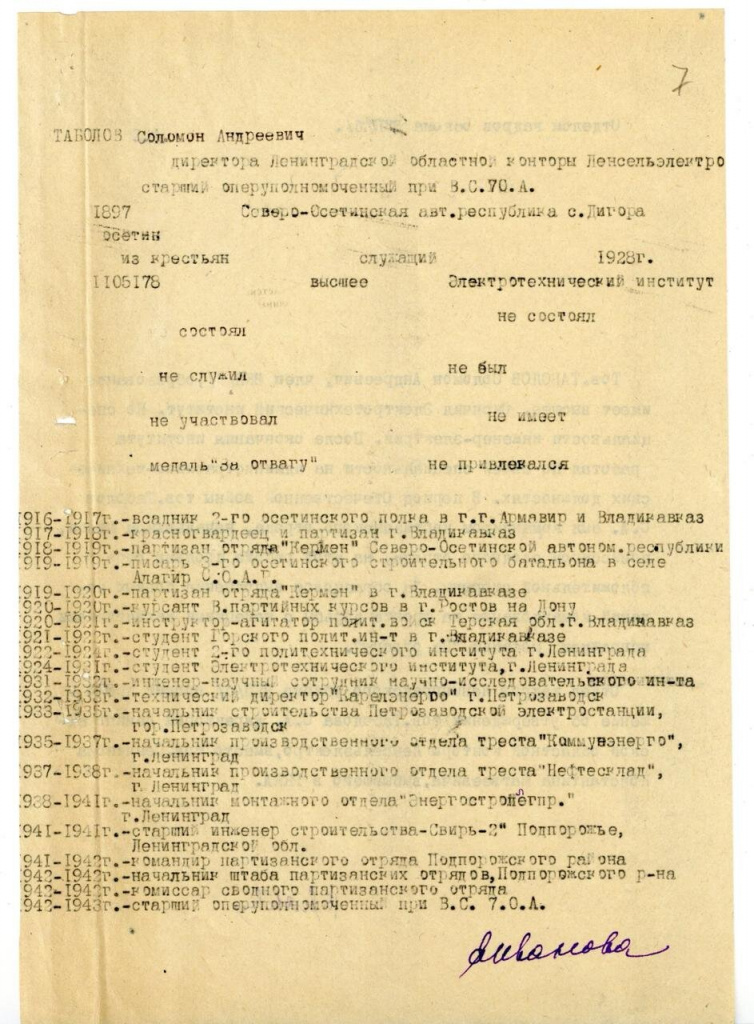 7
ТАБОЛОВ Соломон Андреевич
директора Ленинградской областной конторы Ленсельэлектро
старший оперуполномоченный при В.С.70.А.
1897 Северо-Осетинская авт.республика с.Дигора
осетин
из крестьян служащий 1928г.
1105178 высшее Электротехнический институт
не состоял
состоял
не служил не был
не участвовал не имеет
медаль"За отвагу" не привлекался
1916-1917г.-всадник 2-го осетинского полка в г.г.Армавир и Владикавказ
1917-1918г.-красногвардеец и партизан г.Владикавказ
1918-1919г.-партизан отряда"Кермен" Северо-Осетинской автоном.республики
1919-1919г.-писарь 3-го осетинского строительного батальона в селе
Алагир С.О.А.Р.
1919-1920г.-партизан отряда"Кермен" в г.Владикавказе
1920-1920г.-курсант В.партийных курсов в г.Ростов на Дону
1920-1921г.-инструктор-агитатор полит.войск Терская обл.г.Владикавказ
1921-1922г.-студент Горского полит.ин-т в г.Владикавказе
1922-1924г.-студент 2-го политехнического института г.Ленинграда
1924-1931г.-студент Электротехнического института,г.Ленинграда
1931-1932г.-инженер-научный сотрудник научно-исследовательского ин-та
1932-1933г.-технический директор"Карелэнерго" г.Петрозаводск
1933-1935г.-начальник строительства Петрозаводской электростанции,
гор.Петрозаводск
1935-1937г.-начальник производственного отдела треста"Коммунэнерго",
г.Ленинград
1937-1938г.-начальник производственного отдела треста"Нефтесклад",
г.Ленинград
1938-1941г.-начальник монтажного отдела"Энергостройпр."
г.Ленинград
1941-1941г.-старший инженер строительства-Свирь-2" Подпорожье,
Ленинградской обл.
1941-1942г.-командир партизанского отряда Подпорожского района
1942-1942г.-начальник штаба партизанских отрядов,Подпорожского р-на
1942-1942г.-комиссар сводного партизанского отряда
1942-1943г.-старший оперуполномоченный при В.С. 7.0.А.
АИванова